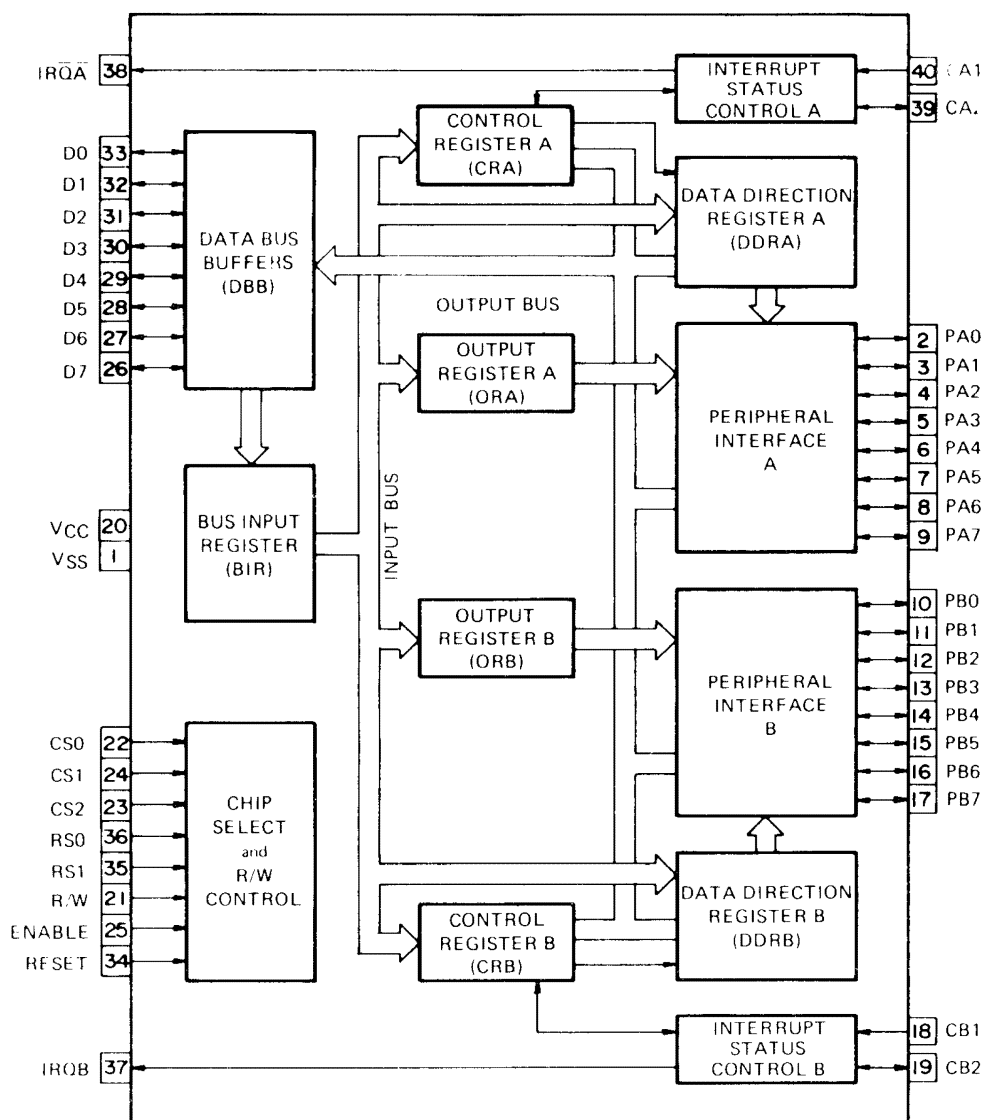 IRQA 38
INTERRUPT
STATUS
CONTROL A
40
39
CONTROL
REGISTER A
(CRA)
DATA DIRECTION
REGISTER A
(DDRA)
D0 33
D1 32
D2 31
D3 30
D4 29
D5 28
D6 27
D7 26
DATA BUS
BUFFERS
(DBB)
OUTPUT BUS
OUTPUT
REGISTER A
(ORA)
PERIPHERAL
INTERFACE
A
2 PA0
3 PA1
4 PA2
5 PA3
6 PA4
7 PA5
8 PA6
9 PA7
VCC 20
VSS 1
BUS INPUT
REGISTER
(BIR)
INPUT BUS
OUTPUT
REGISTER B
(ORB)
PERIPHERAL
INTERFACE
B
10 PB0
11 PB1
12 PB2
13 PB3
14 PB4
15 PB5
16 PB6
17 PB7
CS0 22
CS1 24
CS2 23
RS0 36
RS1 35
R/W 21
ENABLE 25
RESET 34
CHIP
SELECT
and
R/W
CONTROL
CONTROL
REGISTER B
(CRB)
DATA DIRECTION
REGISTER B
(DDRB)
INTERRUPT
STATUS
CONTROL B
18 CB1
19 CB2
IRQB 37